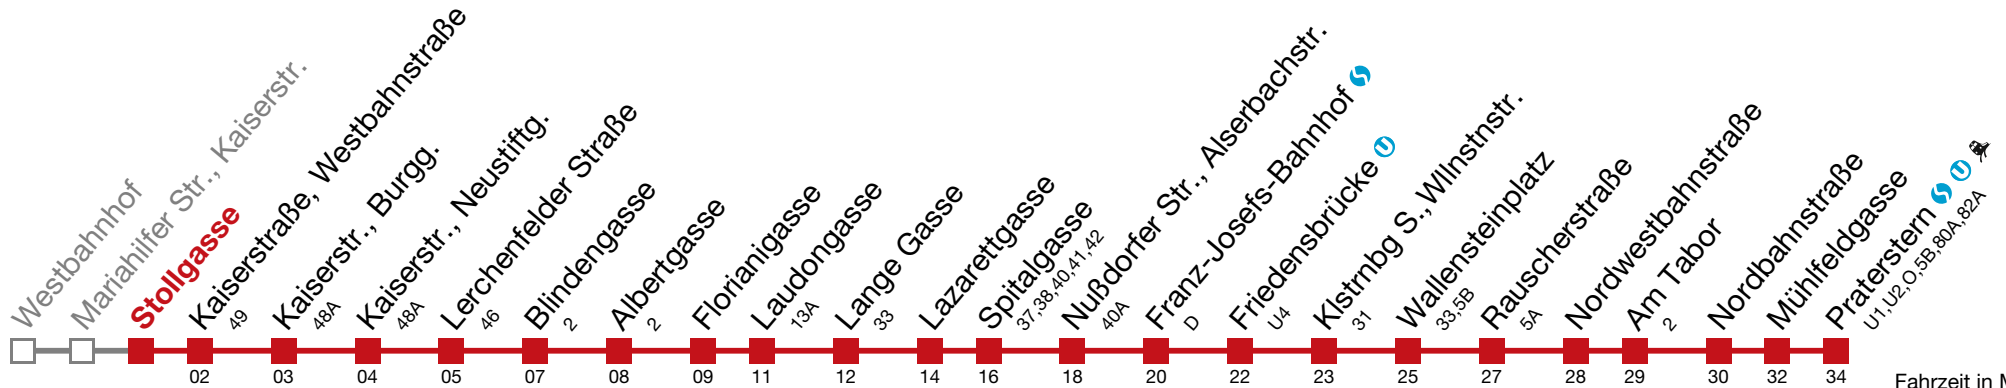 Westbahnhof
Mariahilfer Str., Kaiserstr.
Stollgasse
Kaiserstraße, Westbahnstraße
49
Kaiserstr., Burgg.
48A
Kaiserstr., Neustiftg.
48A
Lerchenfelder Straße
46
Blindengasse
2
Albertgasse
2
Florianigasse
Laudongasse
13A
Lange Gasse
33
Lazarettgasse
Spitalgasse
37,38,40,41,42
Nußdorfer Str., Alserbachstr.
40A
Franz-Josefs-Bahnhof S
D
Friedensbrücke U
U4
Klstrnbg S., Wllnstnstr.
31
Wallensteinplatz
33,5B
Rauscherstraße
5A
Nordwestbahnstraße
Am Tabor
2
Nordbahnstraße
Mühlfeldgasse
Praterstern S U
U1,U2,O,5B,80A,82A
02 03 04 05 07 08 09 11 12 14 16 18 20 22 23 25 27 28 29 30 32 34 Fahrzeit in M